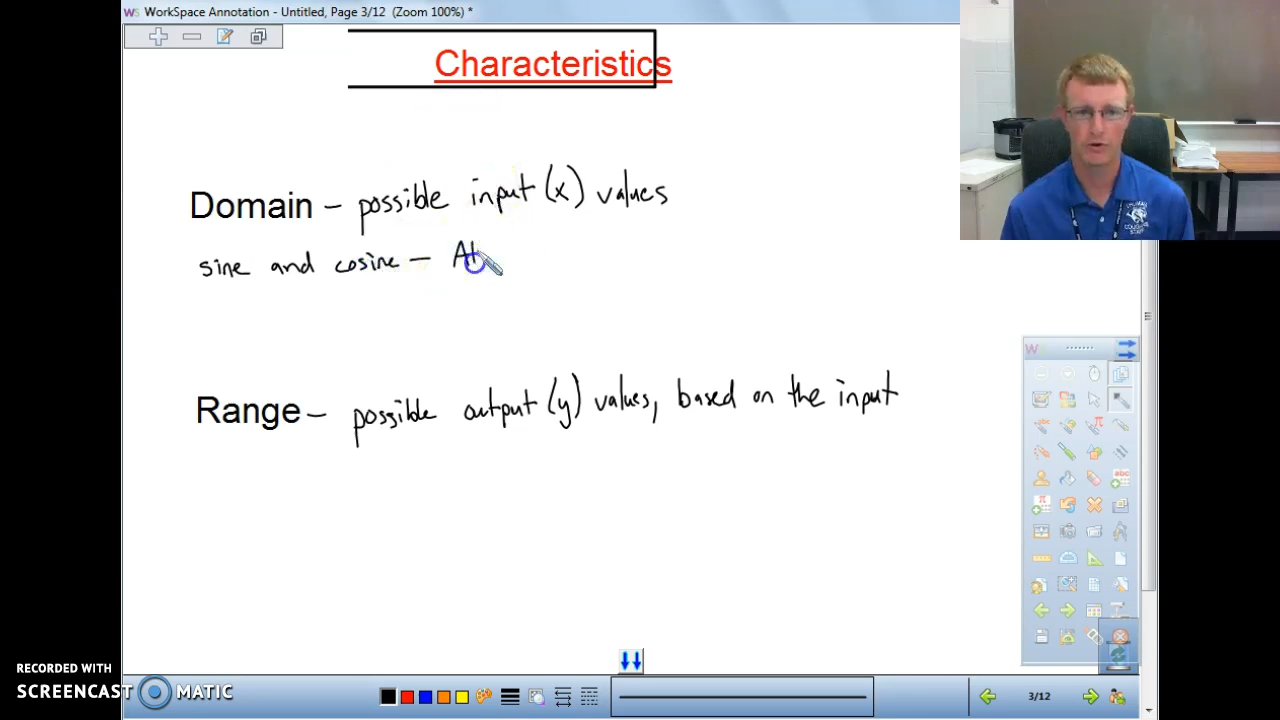 WS WorkSpace Annotation - Untitled, Page 3/12 (Zoom 100%) *
Characteristics
Domain – possible input (x) values
sine and cosine – Al
Range – possible output (y) values, based on the input
3/12
RECORDED WITH
SCREENCAST MATIC